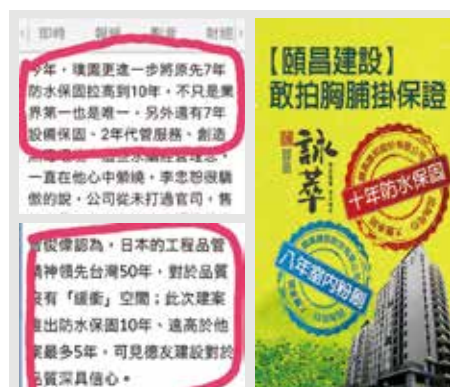 即時
財經
今年，璞園更進一步將原先7年
防水保固拉高到10年，不只是業
界第一也是唯一，另外還有7年
設備保固、2年代管服務、創造
一直在他心中縈繞，李忠恕很驕
傲的說，公司從未打過官司，售
曾俊偉認為，日本的工程品管
精神領先台灣50年，對於品質
沒有「緩衝」空間；此次建案
推出防水保固10年、遠高於他
案最多5年，可見德友建設對於
品質深具信心。
【頤昌建設】
敢拍胸脯掛保證
詠萃
十年防水保固
八年室內粉刷